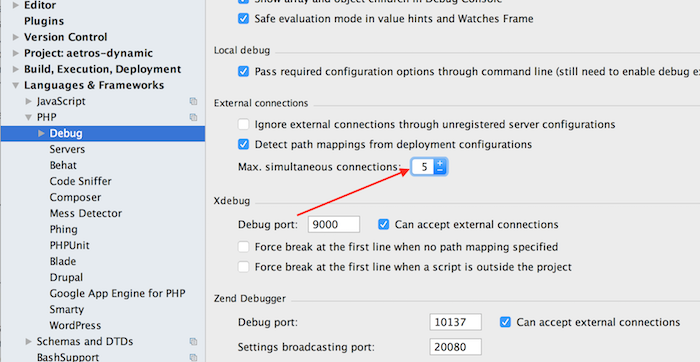 Editor
Plugins
Version Control
Project: aetros-dynamic
Build, Execution, Deployment
Languages & Frameworks
JavaScript
PHP
Debug
Servers
Behat
Code Sniffer
Composer
Mess Detector
Phing
PHPUnit
Blade
Drupal
Google App Engine for PHP
Smarty
WordPress
Schemas and DTDs
BashSupport
Show array and object children in Debug Console
Safe evaluation mode in value hints and Watches Frame
Local debug
Pass required configuration options through command line (still need to enable debug e
External connections
Ignore external connections through unregistered server configurations
Detect path mappings from deployment configurations
Max. simultaneous connections: 5
Xdebug
Debug port: 9000 Can accept external connections
Force break at the first line when no path mapping specified
Force break at the first line when a script is outside the project
Zend Debugger
Debug port: 10137 Can accept external connections
Settings broadcasting port: 20080